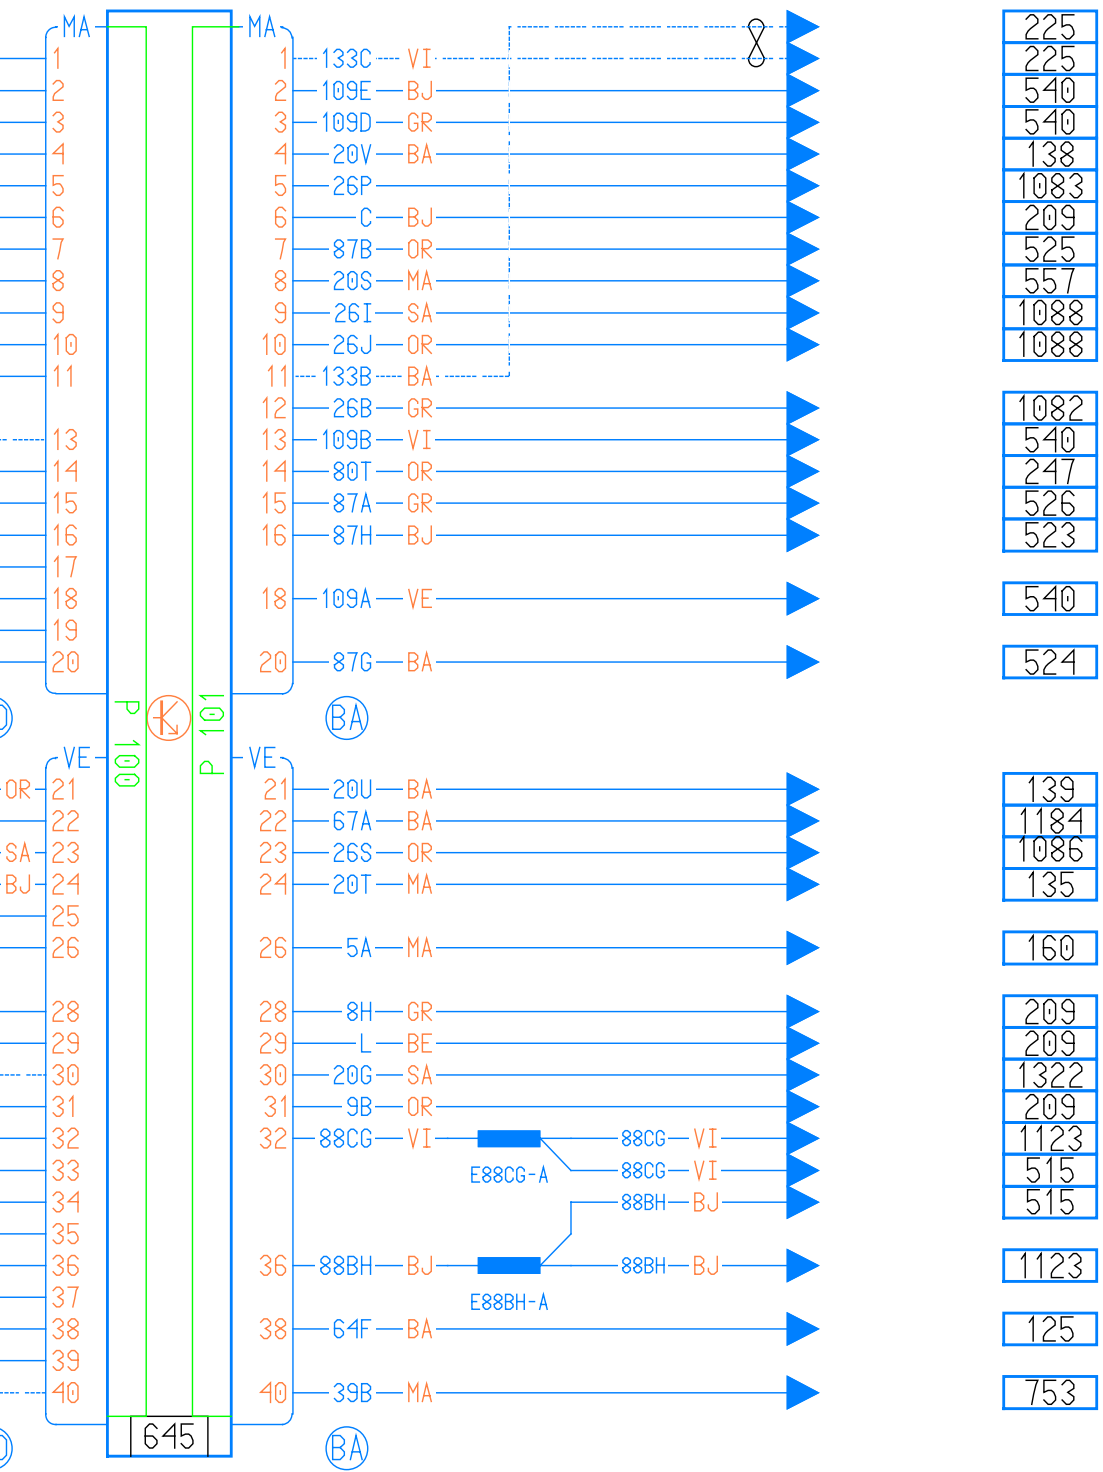 MA MA 225
1 1 133C VI 225
2 2 109E BJ 540
3 3 109D GR 540
4 4 20V BA 138
5 5 26P 1083
6 6 C BJ 209
7 7 87B OR 525
8 8 20S MA 557
9 9 26I SA 1088
10 10 26J OR 1088
11 11 133B BA
12 26B GR 1082
13 13 109B VI 540
14 14 80T OR 247
15 15 87A GR 526
16 16 87H BJ 523
17
18 18 109A VE 540
19
20 20 87G BA 524
P 100 K P 101 BA
VE VE
OR 21 21 20U BA 139
22 22 67A BA 1184
SA 23 23 26S OR 1086
BJ 24 24 20T MA 135
25
26 26 5A MA 160
28 28 8H GR 209
29 29 L BE 209
30 30 20G SA 1322
31 31 9B OR 209
32 32 88CG VI 88CG VI 1123
33 E88CG-A 88CG VI 515
34 88BH BJ 515
35
36 36 88BH BJ 88BH BJ 1123
37 E88BH-A
38 38 64F BA 125
39
40 40 39B MA 753
645 BA